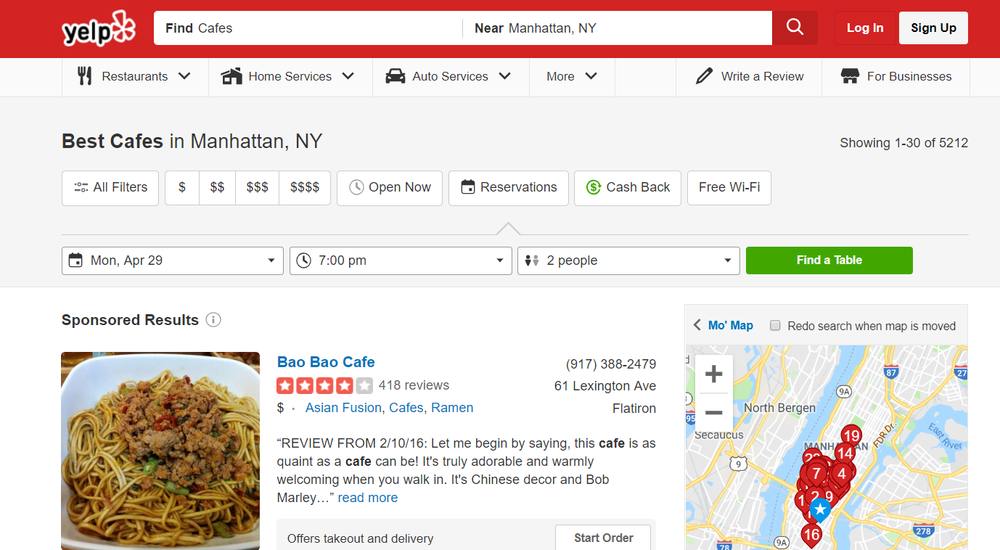 yelp
Find Cafes
Near Manhattan, NY
Log In
Sign Up
Restaurants
Home Services
Auto Services
More
Write a Review
For Businesses
Best Cafes in Manhattan, NY
Showing 1-30 of 5212
All Filters
$
$$
$$$
$$$$
Open Now
Reservations
Cash Back
Free Wi-Fi
Mon, Apr 29
7:00 pm
2 people
Find a Table
Sponsored Results
Bao Bao Cafe
418 reviews
$ · Asian Fusion, Cafes, Ramen
(917) 388-2479
61 Lexington Ave
Flatiron
“REVIEW FROM 2/10/16: Let me begin by saying, this cafe is as
quaint as a cafe can be! It's truly adorable and warmly
welcoming when you walk in. It's Chinese decor and Bob
Marley…” read more
Offers takeout and delivery
Start Order
Mo' Map
Redo search when map is moved
87
27
9A
North Bergen
95
Secaucus
FDR Dr.
East River
19
14
9
7
4
2
9
16
278
9A
78